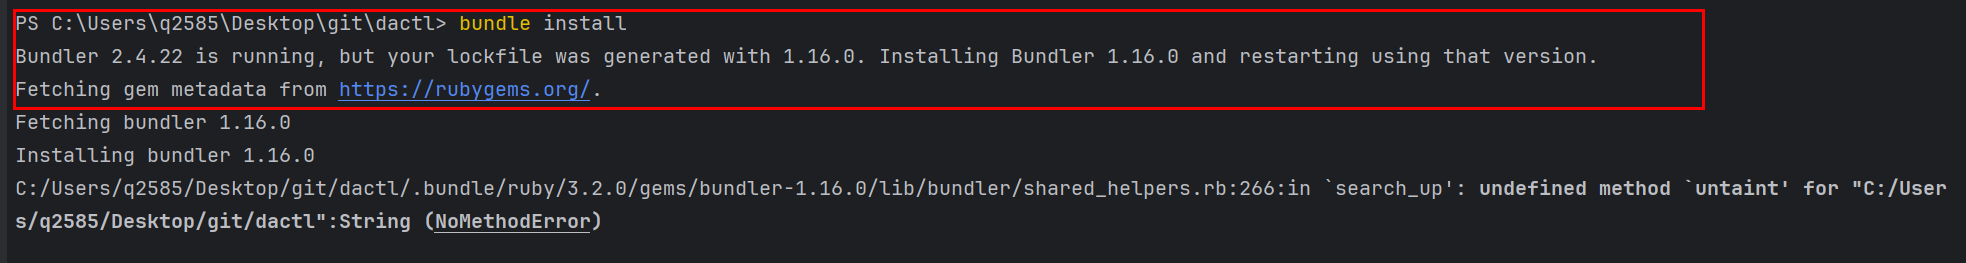 PS C:\Users\q2585\Desktop\git\dactl> bundle install
Bundler 2.4.22 is running, but your lockfile was generated with 1.16.0. Installing Bundler 1.16.0 and restarting using that version.
Fetching gem metadata from https://rubygems.org/.
Fetching bundler 1.16.0
Installing bundler 1.16.0
C:/Users/q2585/Desktop/git/dactl/.bundle/ruby/3.2.0/gems/bundler-1.16.0/lib/bundler/shared_helpers.rb:266:in `search_up': undefined method `untaint' for "C:/User
s/q2585/Desktop/git/dactl":String (NoMethodError)